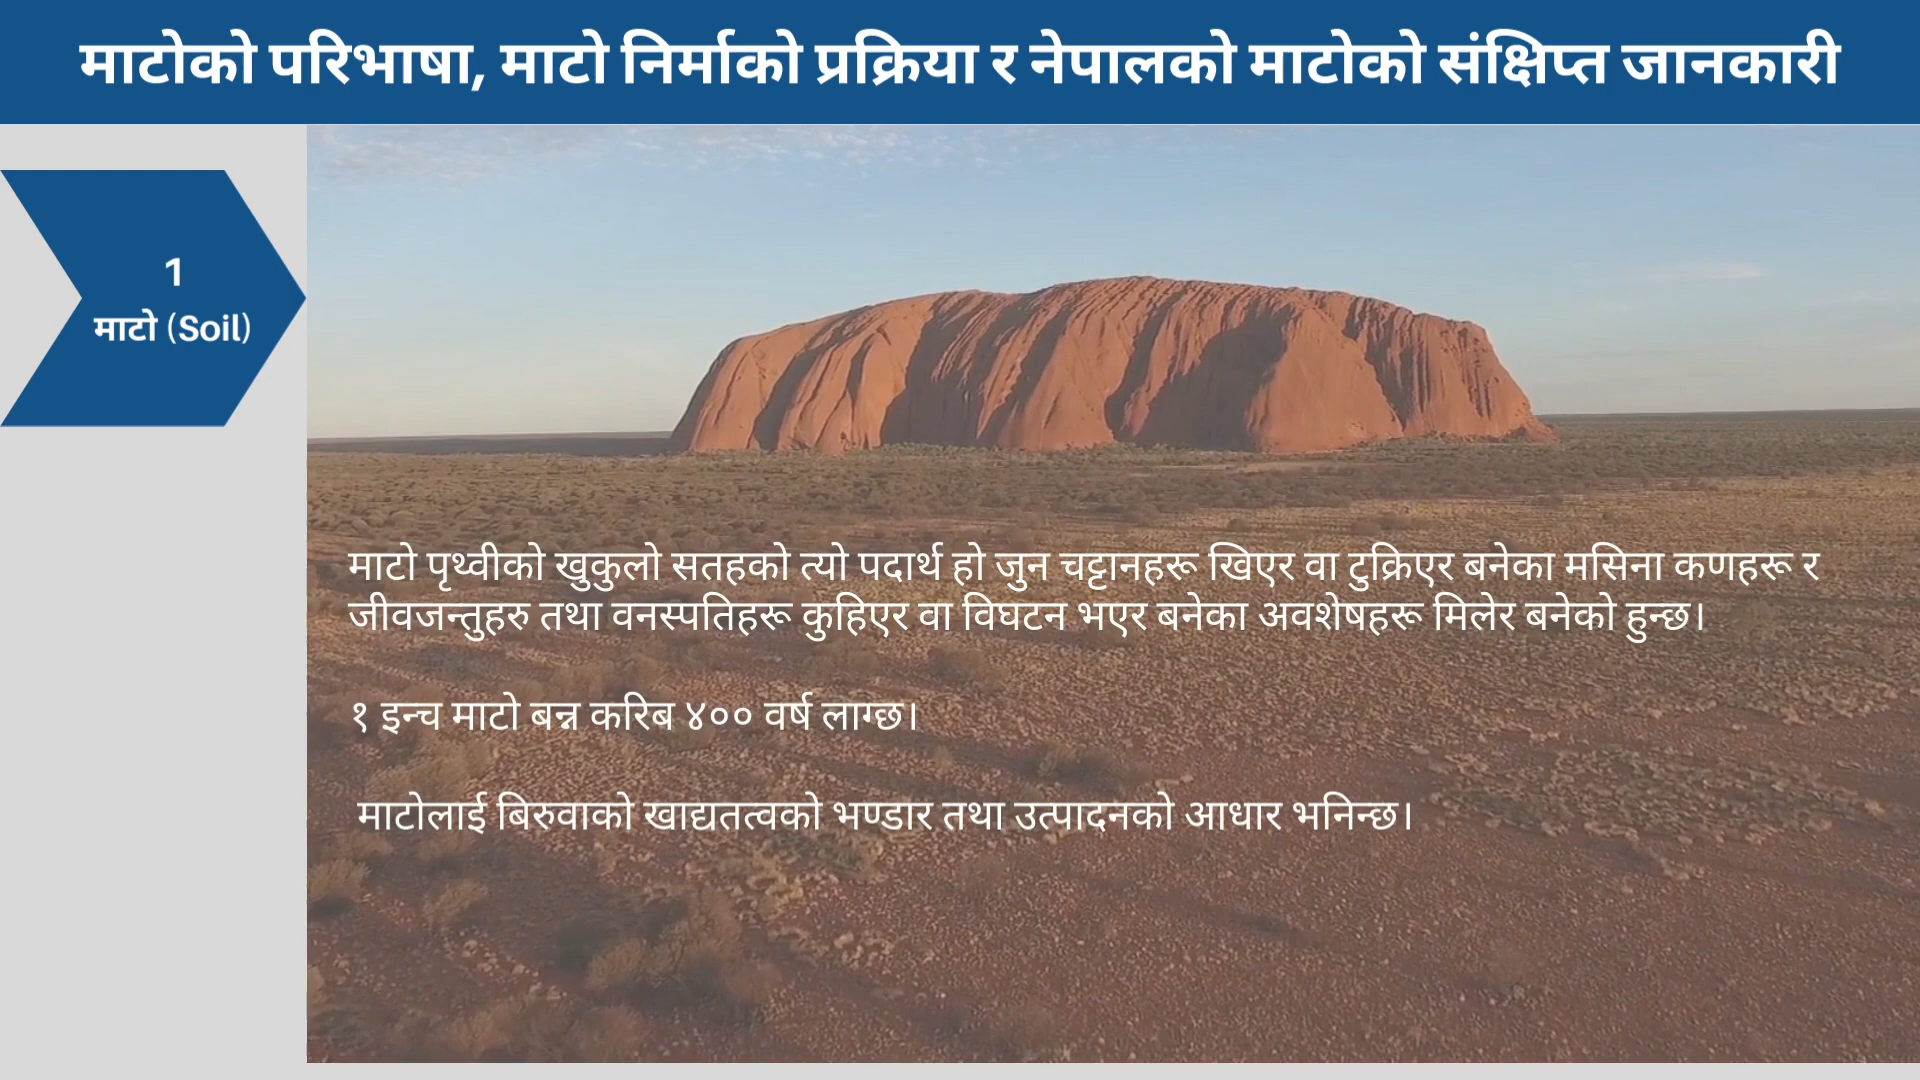 माटोको परिभाषा, माटो निर्माको प्रक्रिया र नेपालको माटोको संक्षिप्त जानकारी
1
माटो (Soil)
माटो पृथ्वीको खुकुलो सतहको त्यो पदार्थ हो जुन चट्टानहरू खिएर वा टुक्रिएर बनेका मसिना कणहरू र
जीवजन्तुहरु तथा वनस्पतिहरू कुहिएर वा विघटन भएर बनेका अवशेषहरू मिलेर बनेको हुन्छ।
१ इन्च माटो बन्न करिब ४०० वर्ष लाग्छ।
माटोलाई बिरुवाको खाद्यतत्वको भण्डार तथा उत्पादनको आधार भनिन्छ।